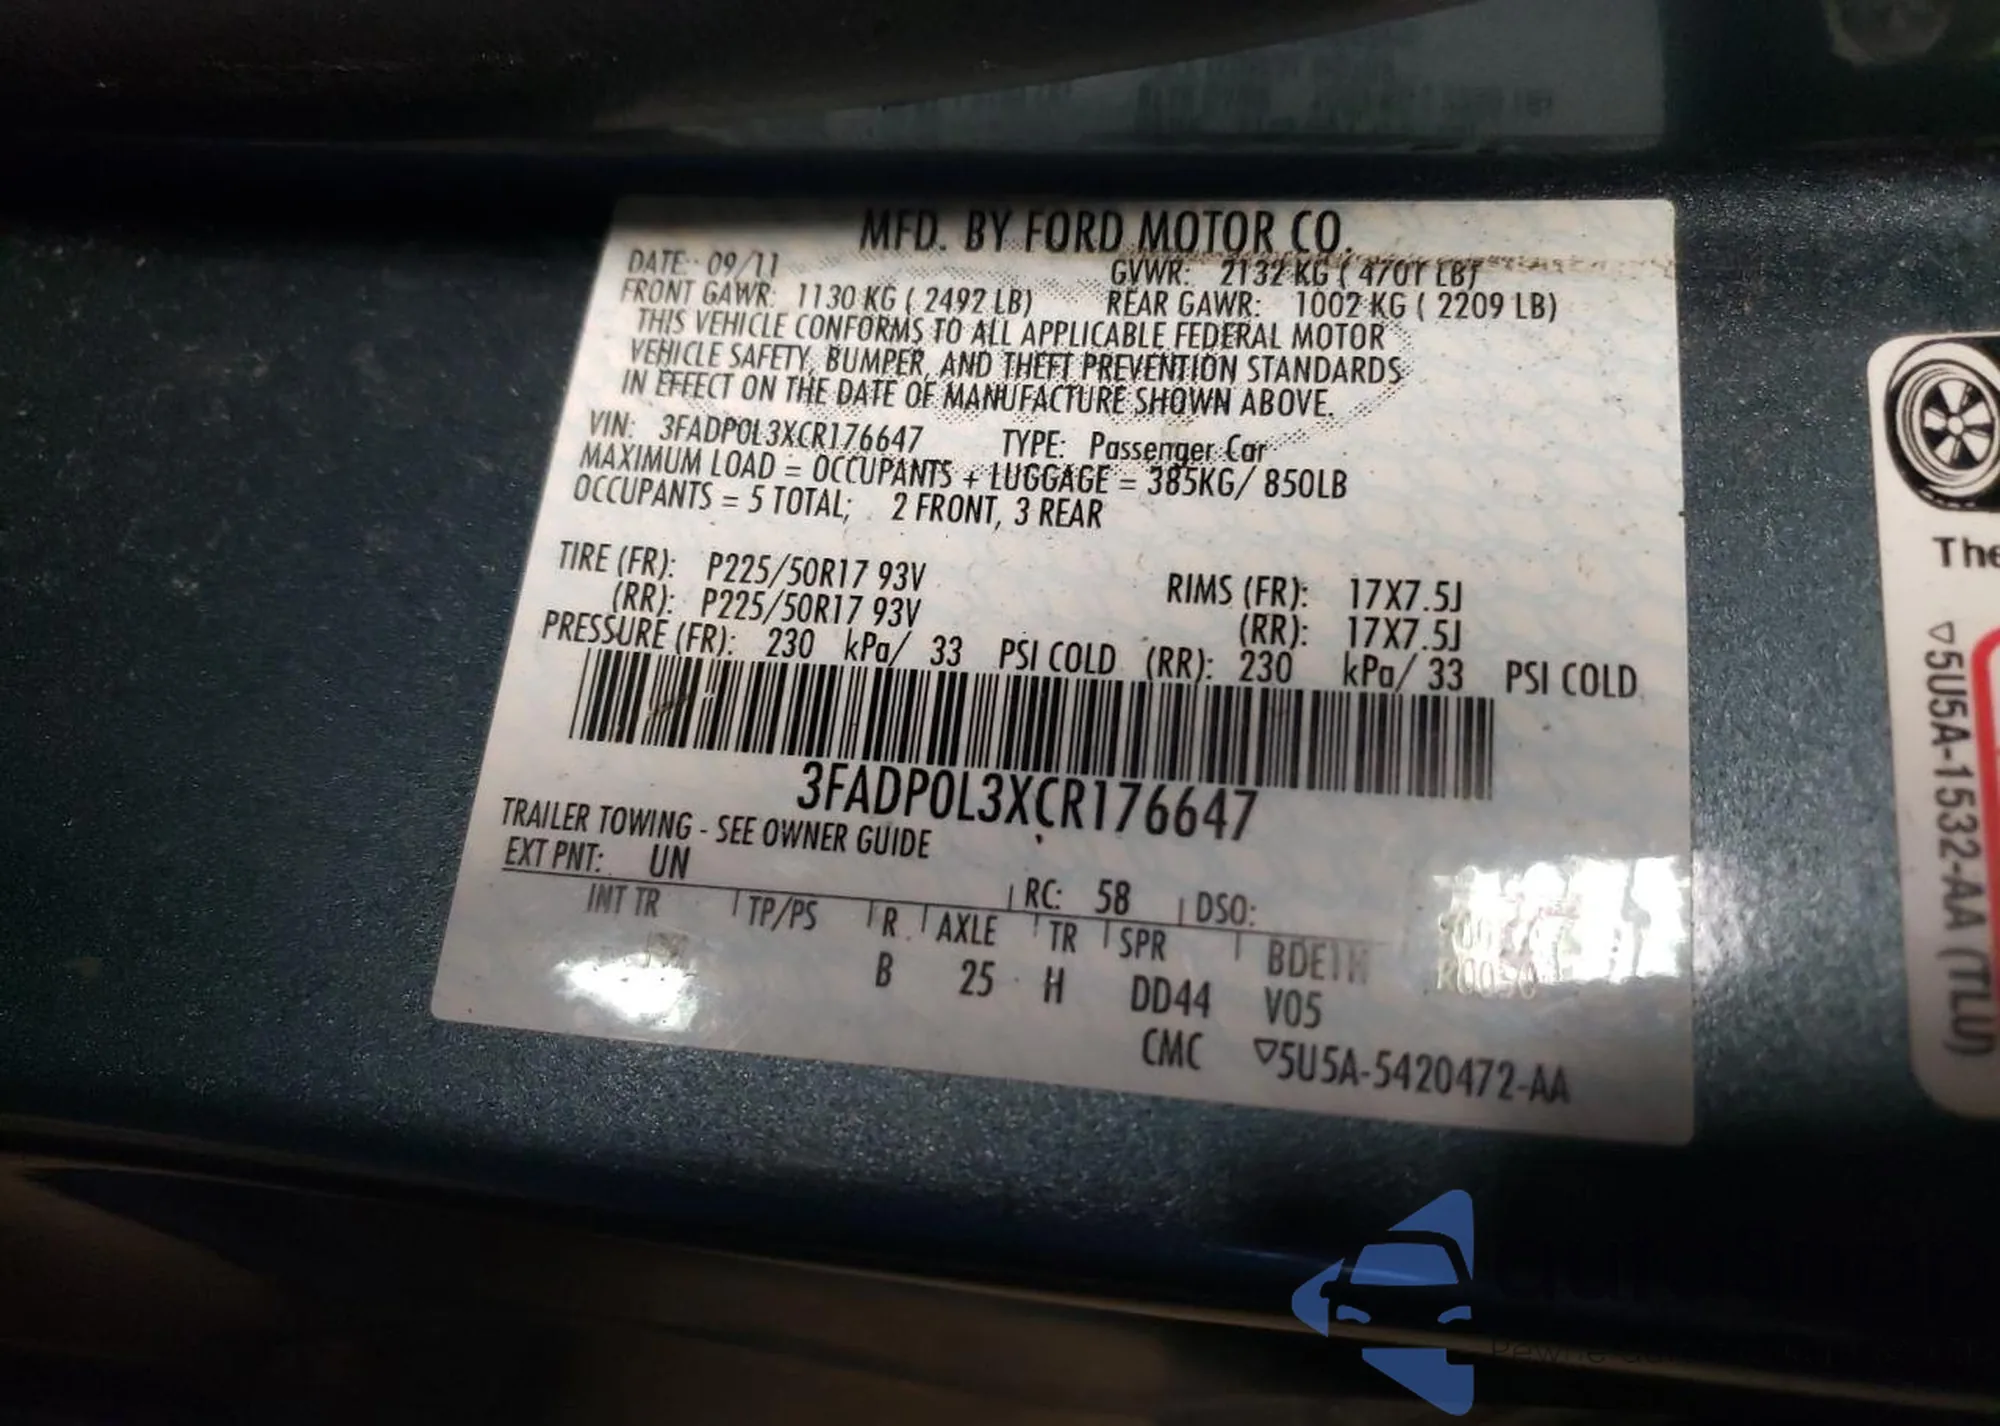 MFD. BY FORD MOTOR CO.
DATE: 09/11 GVWR: 2132 KG ( 4701 LB)
FRONT GAWR: 1130 KG ( 2492 LB) REAR GAWR: 1002 KG ( 2209 LB)
THIS VEHICLE CONFORMS TO ALL APPLICABLE FEDERAL MOTOR
VEHICLE SAFETY, BUMPER, AND THEFT PREVENTION STANDARDS
IN EFFECT ON THE DATE OF MANUFACTURE SHOWN ABOVE.
VIN: 3FADP0L3XCR176647 TYPE: Passenger Car
MAXIMUM LOAD = OCCUPANTS + LUGGAGE = 385KG/ 850LB
OCCUPANTS = 5 TOTAL; 2 FRONT, 3 REAR
TIRE (FR): P225/50R17 93V RIMS (FR): 17X7.5J
(RR): P225/50R17 93V (RR): 17X7.5J
PRESSURE (FR): 230 kPa/ 33 PSI COLD (RR): 230 kPa/ 33 PSI COLD
3FADP0L3XCR176647
TRAILER TOWING - SEE OWNER GUIDE
EXT PNT: UN RC: 58 DSO:
INT TR TP/PS R AXLE TR SPR
B 25 H DD44 V05
CMC ▽5U5A-5420472-AA
The
▽5U5A-1532-AA (TLU)